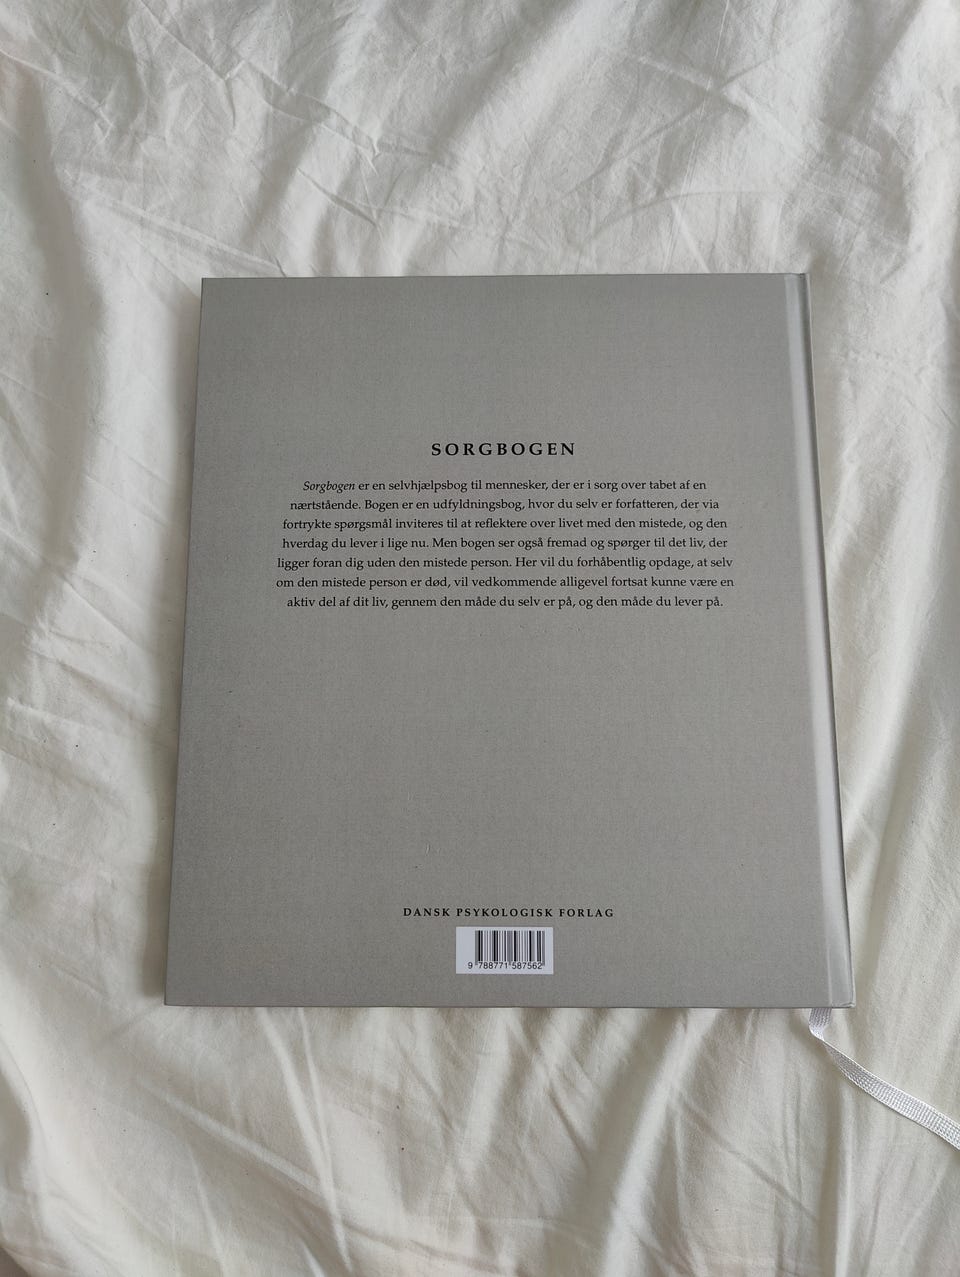 SORGBOGEN
Sorgbogen er en selvhjælpsbog til mennesker, der er i sorg over tabet af en
nærtstående. Bogen er en udfyldningsbog, hvor du selv er forfatteren, der via
fortrykte spørgsmål inviteres til at reflektere over livet med den mistede, og den
hverdag du lever i lige nu. Men bogen ser også fremad og spørger til det liv, der
ligger foran dig uden den mistede person. Her vil du forhåbentlig opdage, at selv
om den mistede person er død, vil vedkommende alligevel fortsat kunne være en
aktiv del af dit liv, gennem den måde du selv er på, og den måde du lever på.
DANSK PSYKOLOGISK FORLAG
9 788771 587562